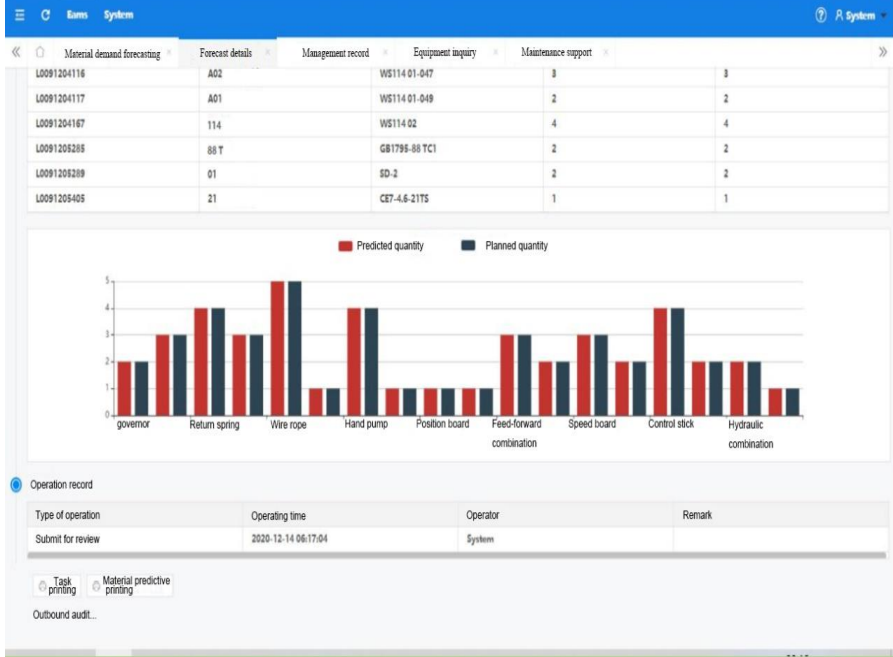 Eams System System
Material demand forecasting Forecast details Management record Equipment inquiry Maintenance support
L0091204116 A02 WS114 01-047 3 3
L0091204117 A01 WS114 01-049 2 2
L0091204167 114 WS114 02 4 4
L0091205285 88 T GB1795-88 TC1 2 2
L0091205289 01 SD-2 2 2
L0091205405 21 CE7-4.6-21TS 1 1
Predicted quantity Planned quantity
5
4
3
2
1
0
governor Return spring Wire rope Hand pump Position board Feed-forward Speed board Control stick Hydraulic
combination combination
Operation record
Type of operation Operating time Operator Remark
Submit for review 2020-12-14 06:17:04 System
Task Material predictive
printing printing
Outbound audit...